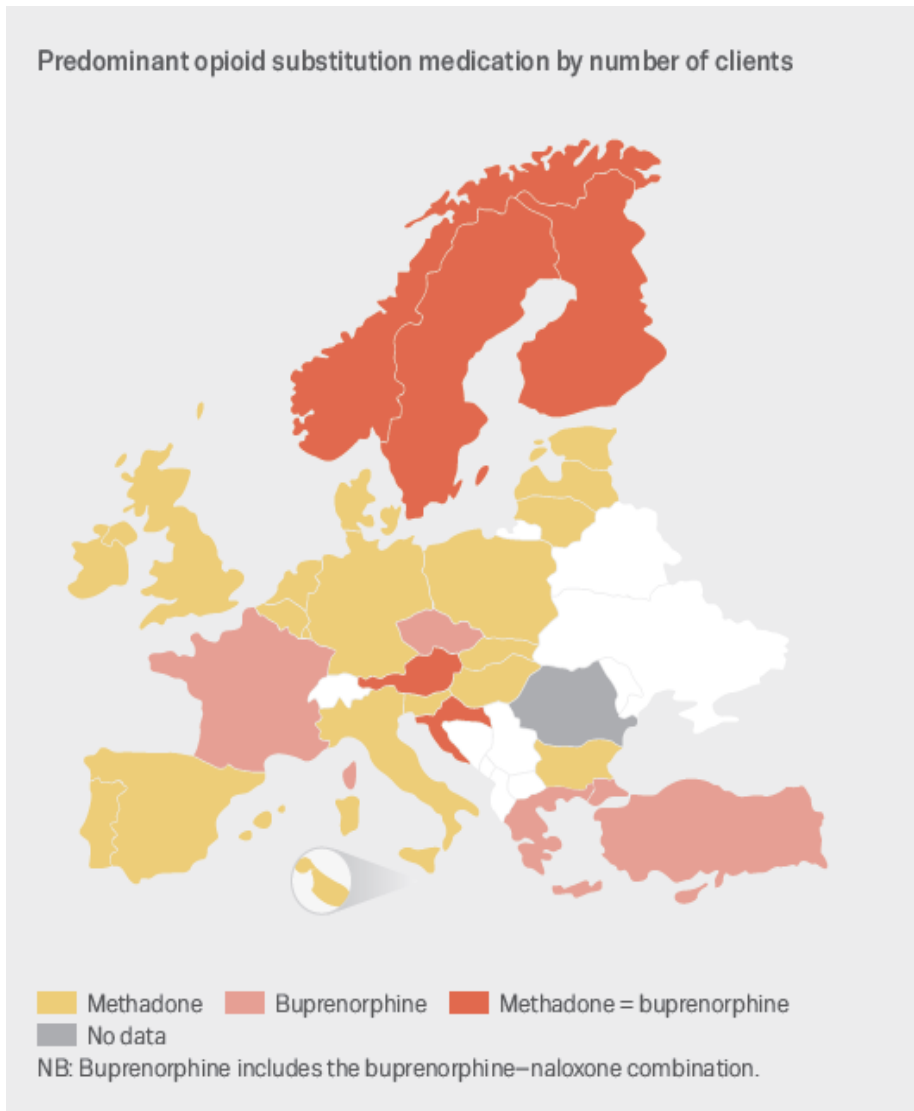 Predominant opioid substitution medication by number of clients
Methadone
Buprenorphine
Methadone = buprenorphine
No data
NB: Buprenorphine includes the buprenorphine–naloxone combination.